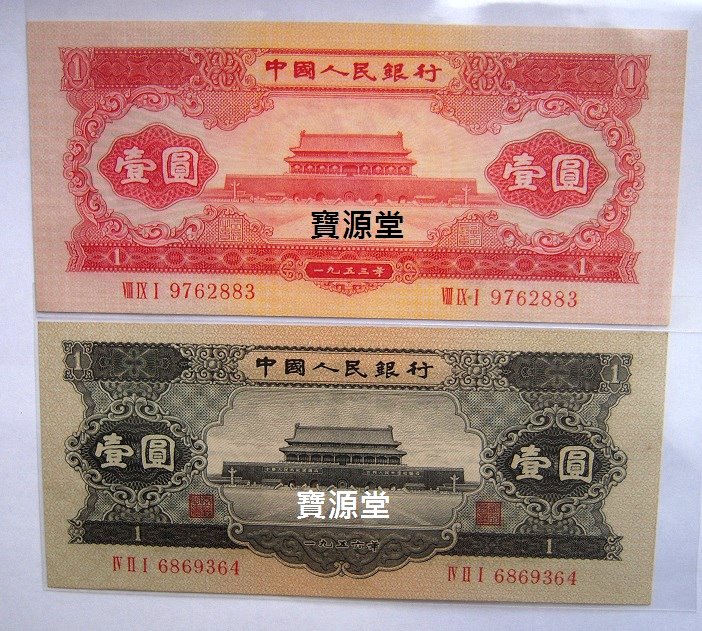 1 中國人民銀行 1
壹圓 壹圓
寶源堂
1 一九五三年 1
ⅧⅨⅠ 9762883 ⅧⅨⅠ 9762883
1 中國人民銀行 1
壹圓 壹圓
寶源堂
1 一九五六年 1
ⅣⅡⅠ 6869364 ⅣⅡⅠ 6869364